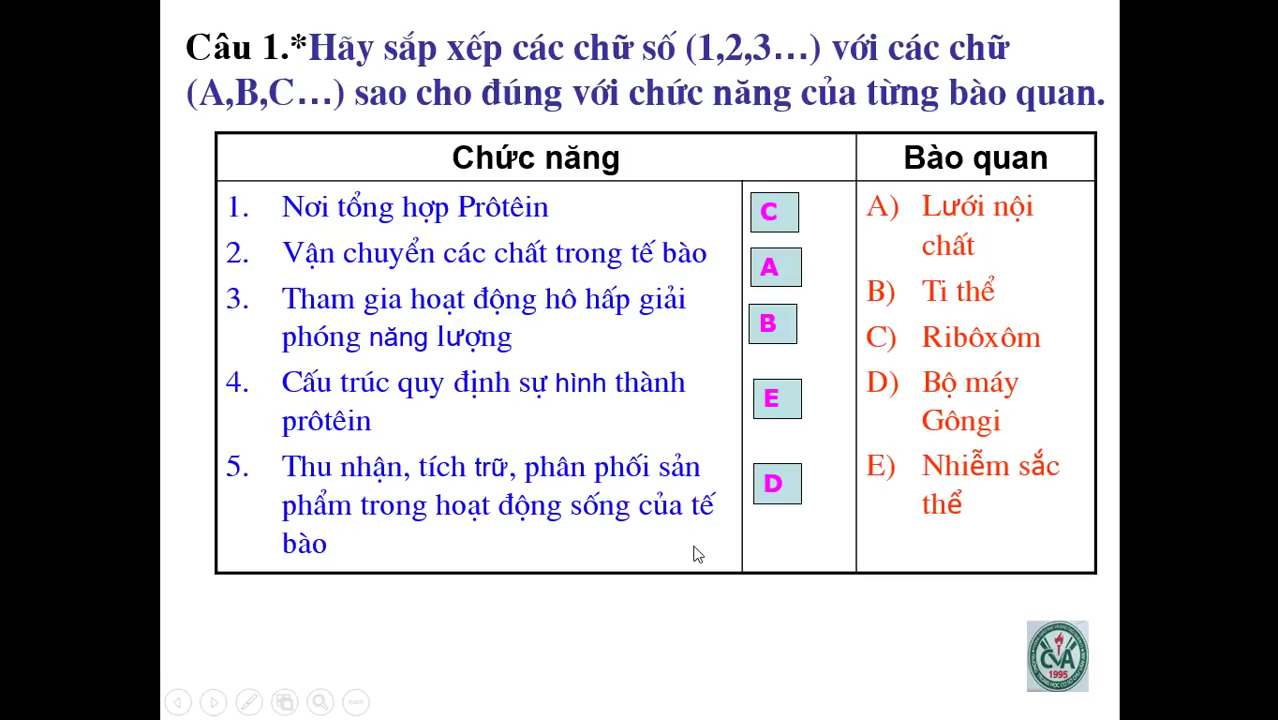 Câu 1.*Hãy sắp xếp các chữ số (1,2,3…) với các chữ
(A,B,C…) sao cho đúng với chức năng của từng bào quan.
Chức năng
Bào quan
1. Nơi tổng hợp Prôtêin
C
2. Vận chuyển các chất trong tế bào
A
3. Tham gia hoạt động hô hấp giải
phóng năng lượng
B
4. Cấu trúc quy định sự hình thành
prôtêin
E
5. Thu nhận, tích trữ, phân phối sản
phẩm trong hoạt động sống của tế
bào
D
A) Lưới nội
chất
B) Ti thể
C) Ribôxôm
D) Bộ máy
Gôngi
E) Nhiễm sắc
thể
CVA
1995